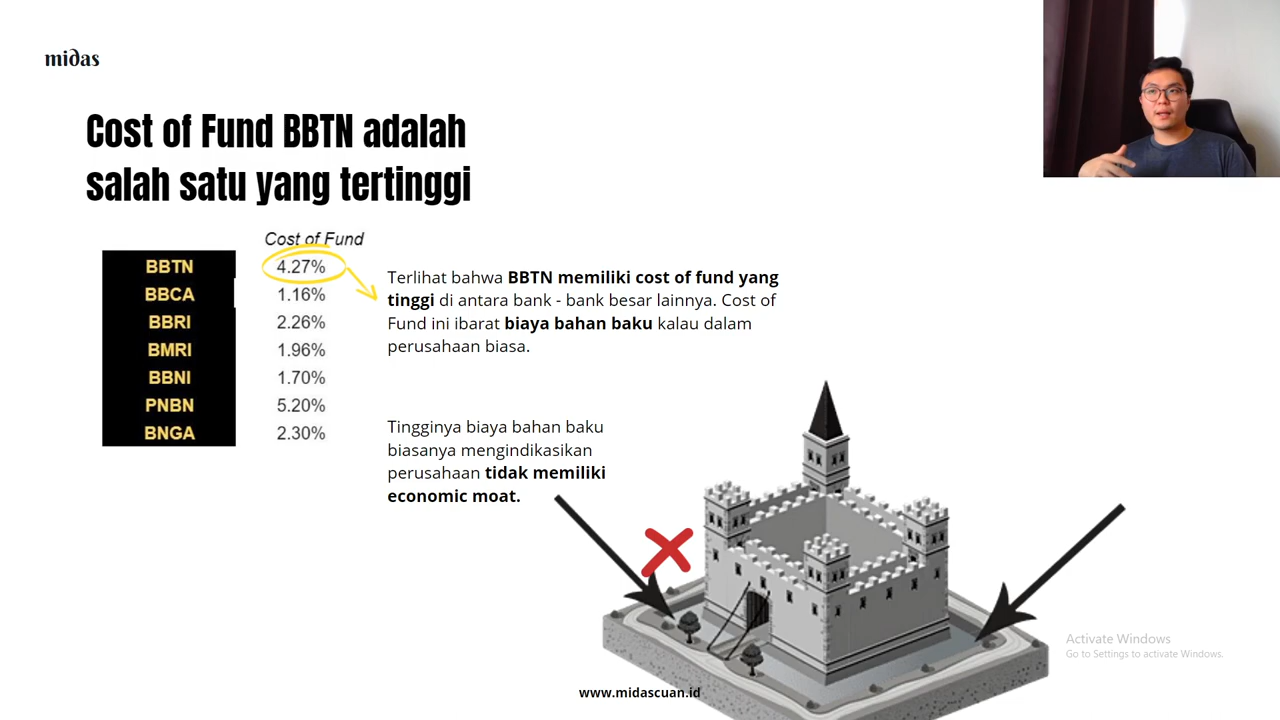 midas
Cost of Fund BBTN adalah
salah satu yang tertinggi
Cost of Fund
BBTN 4.27%
BBCA 1.16%
BBRI 2.26%
BMRI 1.96%
BBNI 1.70%
PNBN 5.20%
BNGA 2.30%
Terlihat bahwa BBTN memiliki cost of fund yang
tinggi di antara bank - bank besar lainnya. Cost of
Fund ini ibarat biaya bahan baku kalau dalam
perusahaan biasa.
Tingginya biaya bahan baku
biasanya mengindikasikan
perusahaan tidak memiliki
economic moat.
Activate Windows
Go to Settings to activate Windows.
www.midascuan.id